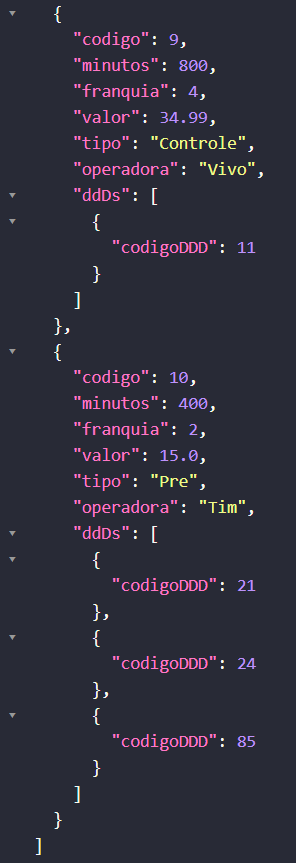 {
"codigo": 9,
"minutos": 800,
"franquia": 4,
"valor": 34.99,
"tipo": "Controle",
"operadora": "Vivo",
"ddDs": [
{
"codigoDDD": 11
}
]
},
{
"codigo": 10,
"minutos": 400,
"franquia": 2,
"valor": 15.0,
"tipo": "Pre",
"operadora": "Tim",
"ddDs": [
{
"codigoDDD": 21
},
{
"codigoDDD": 24
},
{
"codigoDDD": 85
}
]
}
]